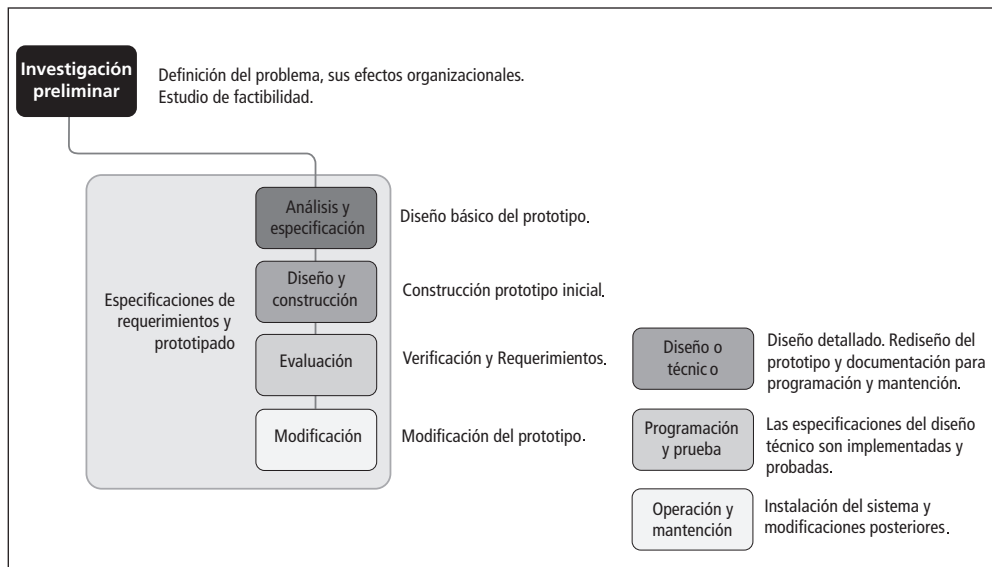 Investigación
preliminar
Definición del problema, sus efectos organizacionales.
Estudio de factibilidad.
Especificaciones de
requerimientos y
prototipado
Análisis y
especificación
Diseño básico del prototipo.
Diseño y
construcción
Construcción prototipo inicial.
Evaluación
Verificación y Requerimientos.
Modificación
Modificación del prototipo.
Diseño o
técnic o
Diseño detallado. Rediseño del
prototipo y documentación para
programación y mantención.
Programación
y prueba
Las especificaciones del diseño
técnico son implementadas y
probadas.
Operación y
mantención
Instalación del sistema y
modificaciones posteriores.